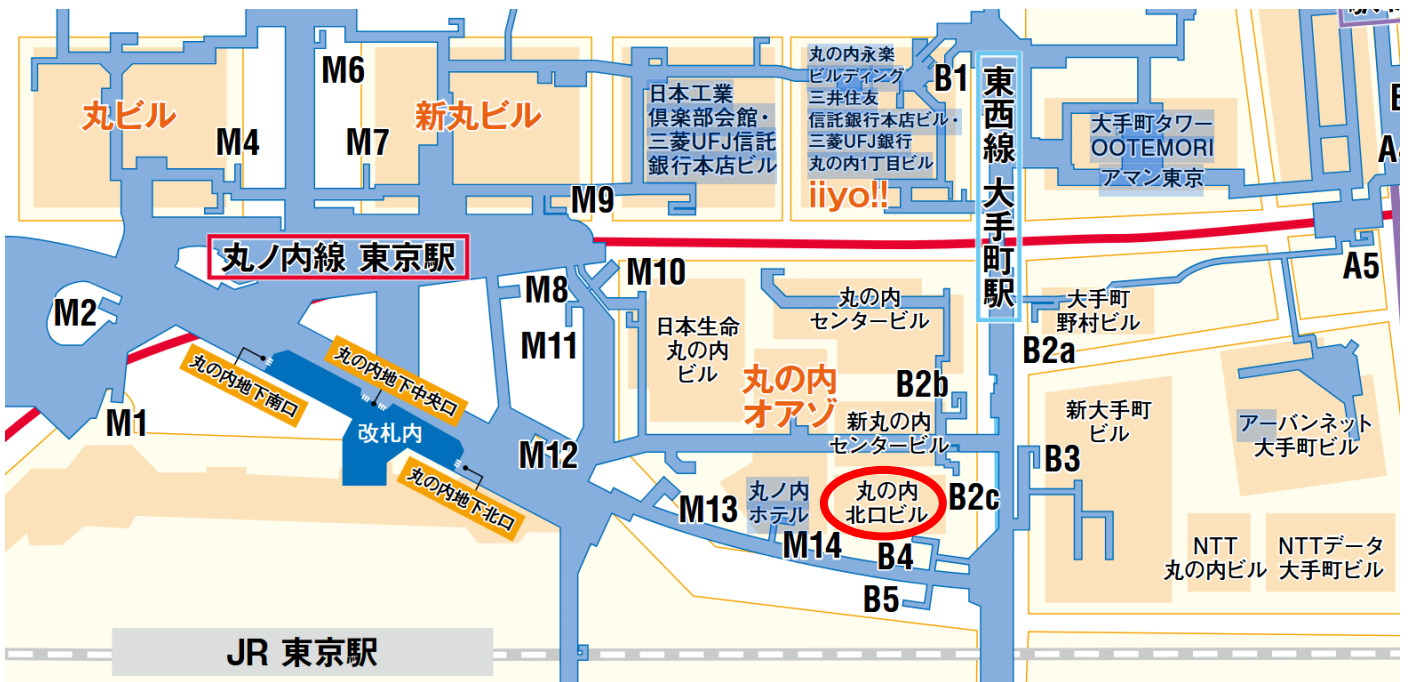 M6
丸ビル
M4
M7
新丸ビル
日本工業
倶楽部会館・
三菱UFJ信託
銀行本店ビル
丸の内永楽
ビルディング
三井住友
信託銀行本店ビル・
三菱UFJ銀行
丸の内1丁目ビル
iiyo!!
B1
東西線 大手町駅
大手町タワー
OOTEMORI
アマン東京
M9
丸ノ内線 東京駅
M2
M8
M10
M11
M1
丸の内地下南口
丸の内地下中央口
改札内
丸の内地下北口
M12
日本生命
丸の内
ビル
丸の内
センタービル
丸の内
オアゾ
B2b
新丸の内
センタービル
B2a
大手町
野村ビル
A5
新大手町
ビル
アーバンネット
大手町ビル
B3
M13
丸ノ内
ホテル
丸の内
北口ビル
B2c
M14
B4
B5
NTT
丸の内ビル
NTTデータ
大手町ビル
JR 東京駅